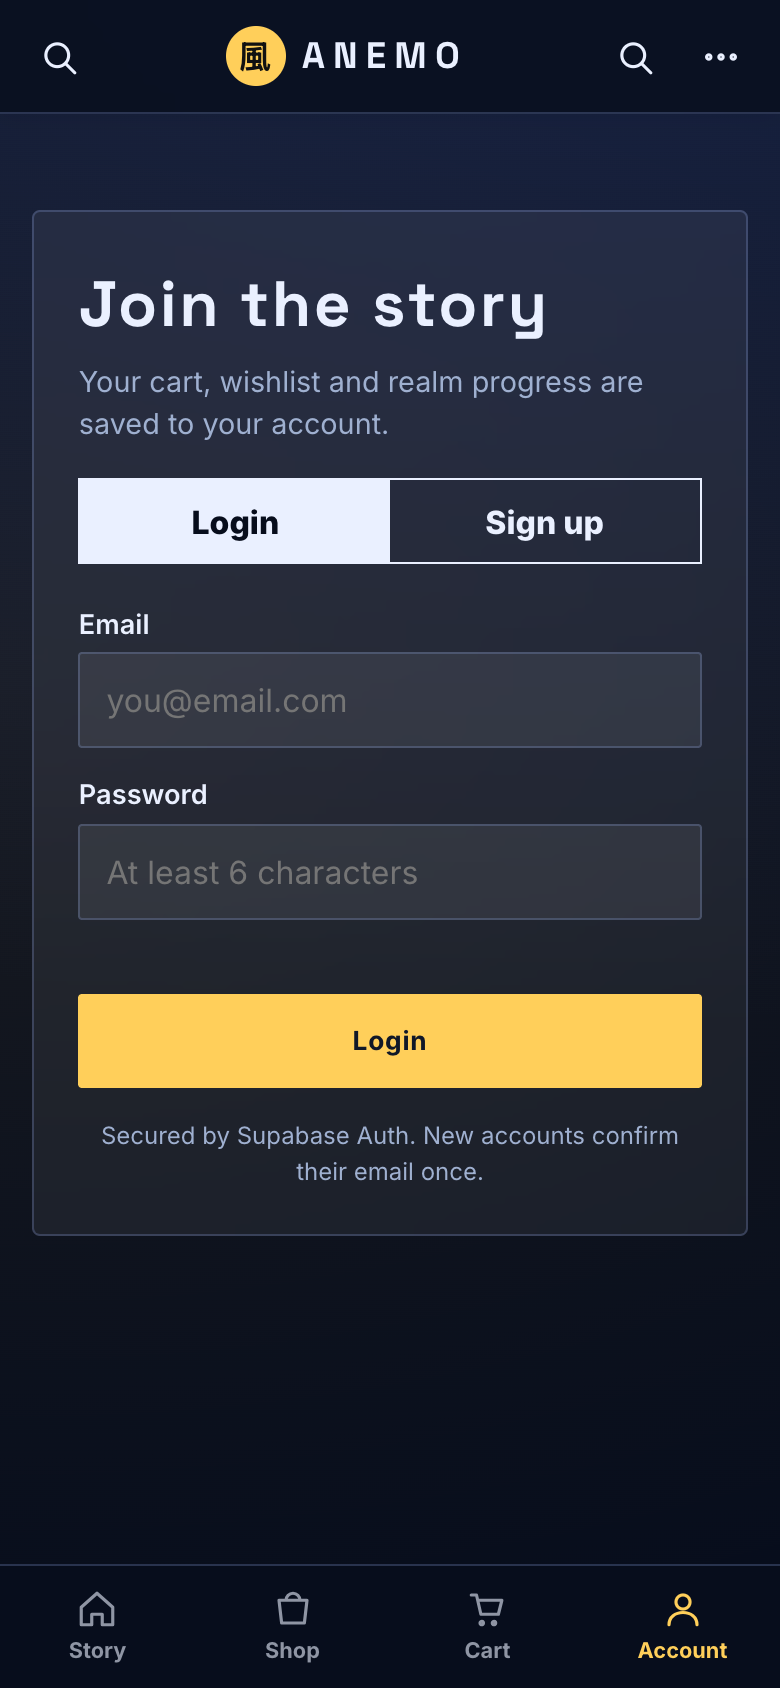 風 ANEMO
Join the story
Your cart, wishlist and realm progress are
saved to your account.
Login Sign up
Email
you@email.com
Password
At least 6 characters
Login
Secured by Supabase Auth. New accounts confirm
their email once.
Story Shop Cart Account